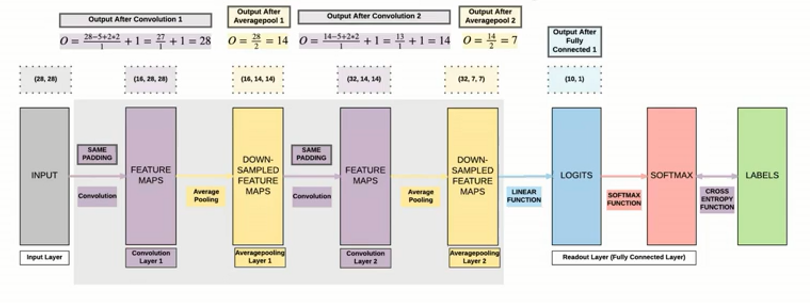 Output After Convolution 1
O = \frac{28-5+2*2}{1} + 1 = \frac{27}{1} + 1 = 28
Output After
Averagepool 1
O = \frac{28}{2} = 14
Output After Convolution 2
O = \frac{14-5+2*2}{1} + 1 = \frac{13}{1} + 1 = 14
Output After
Averagepool 2
O = \frac{14}{2} = 7
Output After
Fully
Connected 1
(28, 28)
(16, 28, 28)
(16, 14, 14)
(32, 14, 14)
(32, 7, 7)
(10, 1)
INPUT
SAME
PADDING
Convolution
FEATURE
MAPS
Average
Pooling
DOWN-
SAMPLED
FEATURE
MAPS
SAME
PADDING
Convolution
FEATURE
MAPS
Average
Pooling
DOWN-
SAMPLED
FEATURE
MAPS
LINEAR
FUNCTION
LOGITS
SOFTMAX
FUNCTION
SOFTMAX
CROSS
ENTROPY
FUNCTION
LABELS
Input Layer
Convolution
Layer 1
Averagepooling
Layer 1
Convolution
Layer 2
Averagepooling
Layer 2
Readout Layer (Fully Connected Layer)